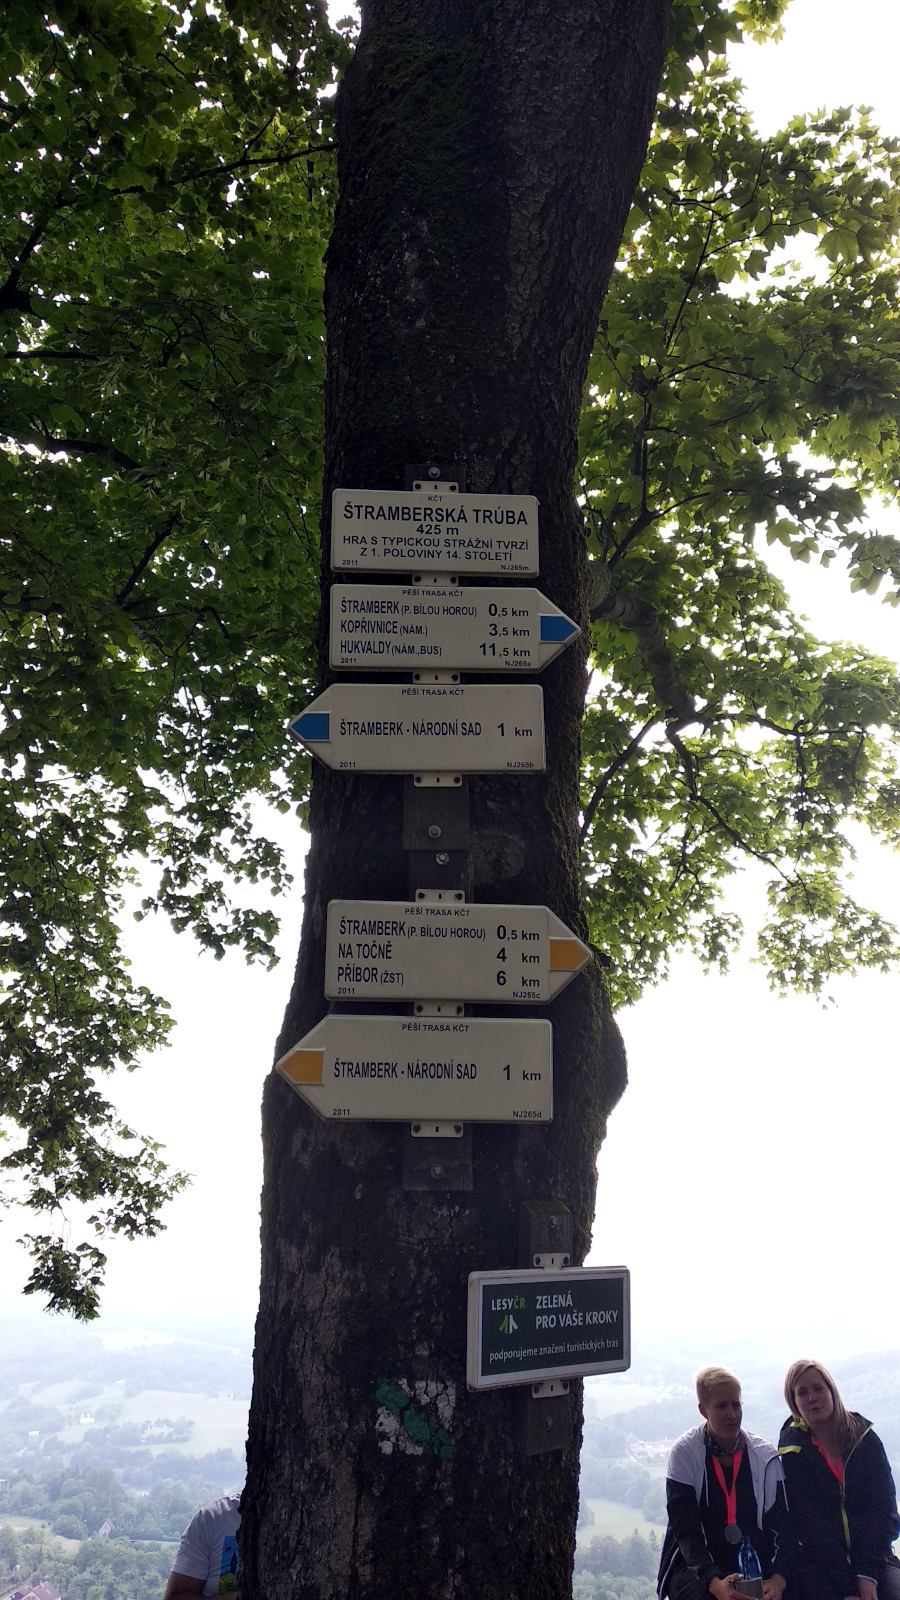 KČT
ŠTRAMBERSKÁ TRÚBA
425 m
HRA S TYPICKOU STRÁŽNÍ TVRZÍ
Z 1. POLOVINY 14. STOLETÍ
2011 NJ265m
PĚŠÍ TRASA KČT
ŠTRAMBERK (P. BÍLOU HOROU) 0,5 km
KOPŘIVNICE (NÁM.) 3,5 km
HUKVALDY (NÁM.,BUS) 11,5 km
2011 NJ265a
PĚŠÍ TRASA KČT
ŠTRAMBERK - NÁRODNÍ SAD 1 km
2011 NJ265b
PĚŠÍ TRASA KČT
ŠTRAMBERK (P. BÍLOU HOROU) 0,5 km
NA TOČNĚ 4 km
PŘÍBOR (ŽST) 6 km
2011 NJ265c
PĚŠÍ TRASA KČT
ŠTRAMBERK - NÁRODNÍ SAD 1 km
2011 NJ265d
LESYČR ZELENÁ
PRO VAŠE KROKY
podporujeme značení turistických tras